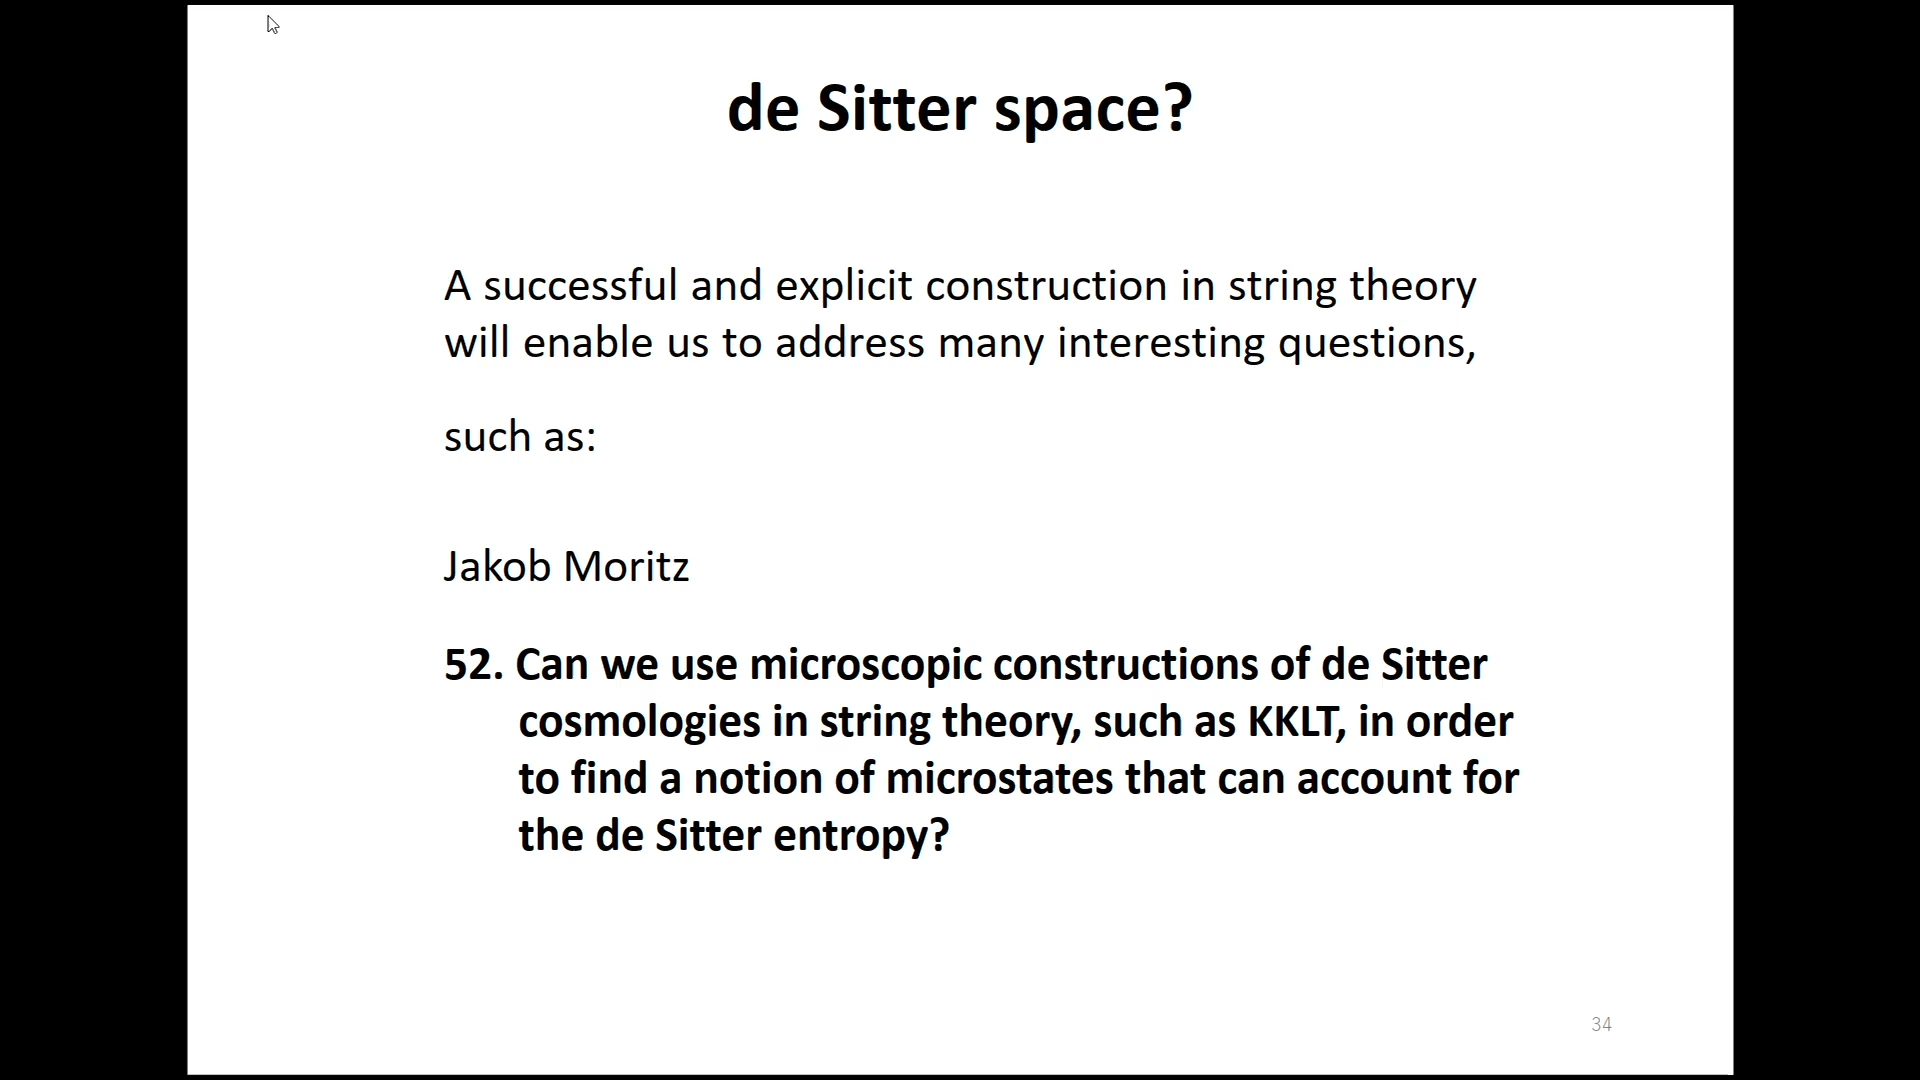 de Sitter space?
A successful and explicit construction in string theory
will enable us to address many interesting questions,
such as:
Jakob Moritz
52. Can we use microscopic constructions of de Sitter
cosmologies in string theory, such as KKLT, in order
to find a notion of microstates that can account for
the de Sitter entropy?
34